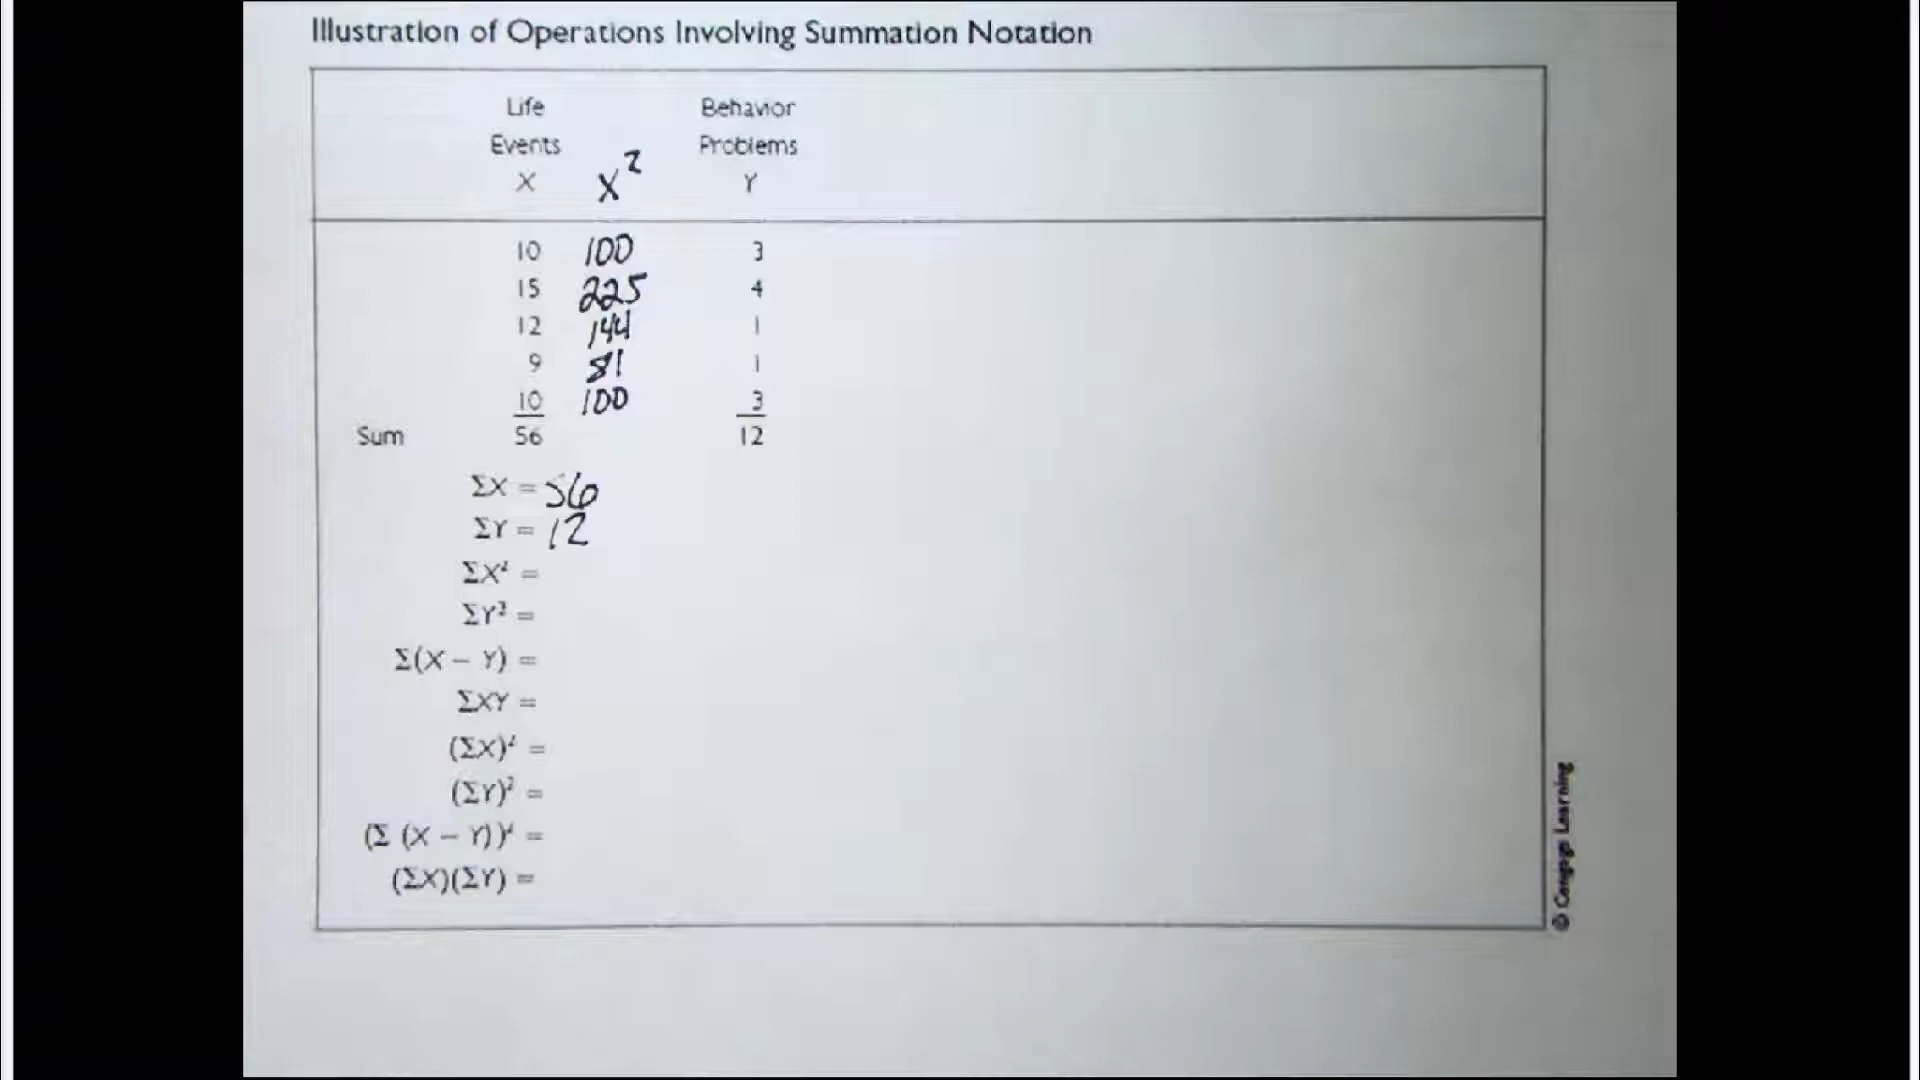 Illustration of Operations Involving Summation Notation
Life Behavior
Events Problems
X X² Y
10 100 3
15 225 4
12 144 1
9 81 1
10 100 3
Sum 56 12
ΣX = 56
ΣY = 12
ΣX² =
ΣY² =
Σ(X − Y) =
ΣXY =
(ΣX)² =
(ΣY)² =
(Σ (X − Y))² =
(ΣX)(ΣY) =
© Cengage Learning